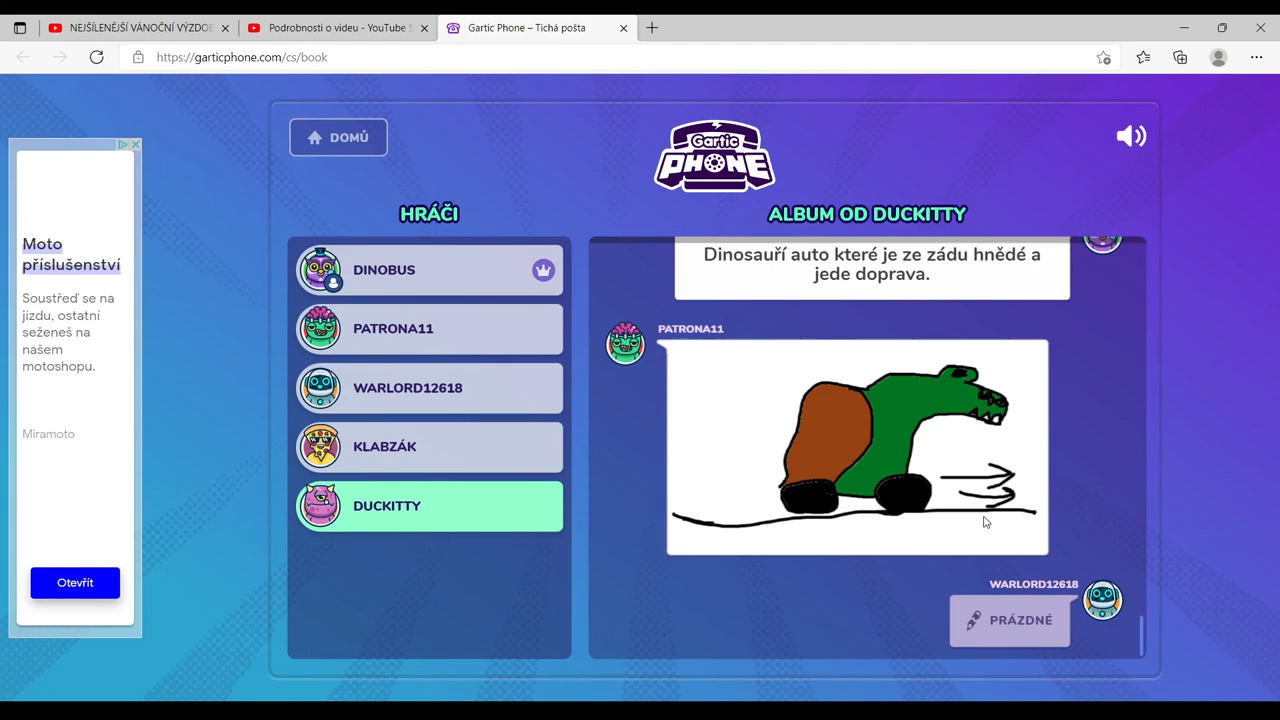 NEJŠÍLENĚJŠÍ VÁNOČNÍ VÝZDOB
Podrobnosti o videu - YouTube S
Gartic Phone – Tichá pošta
https://garticphone.com/cs/book
DOMŮ
Gartic
PHONE
HRÁČI
ALBUM OD DUCKITTY
Moto
příslušenství
Soustřeď se na
jízdu, ostatní
seženeš na
našem
motoshopu.
Miramoto
Otevřít
DINOBUS
PATRONA11
WARLORD12618
KLABZÁK
DUCKITTY
Dinosauří auto které je ze zádu hnědé a
jede doprava.
PATRONA11
WARLORD12618
PRÁZDNÉ